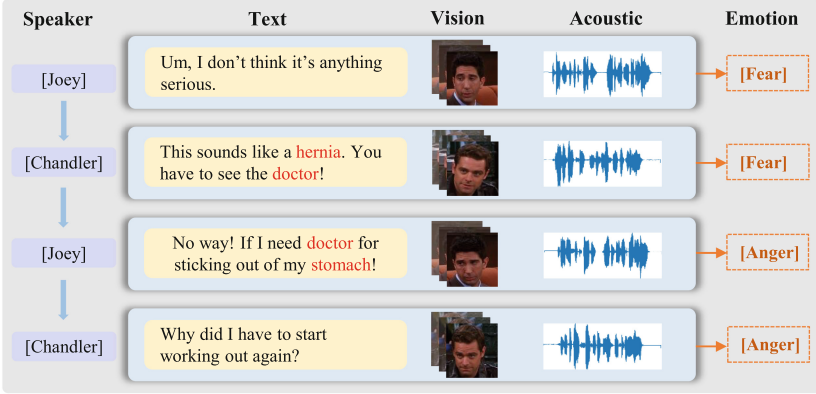 Speaker Text Vision Acoustic Emotion
[Joey]
Um, I don't think it's anything
serious.
[Fear]
[Chandler]
This sounds like a hernia. You
have to see the doctor!
[Fear]
[Joey]
No way! If I need doctor for
sticking out of my stomach!
[Anger]
[Chandler]
Why did I have to start
working out again?
[Anger]